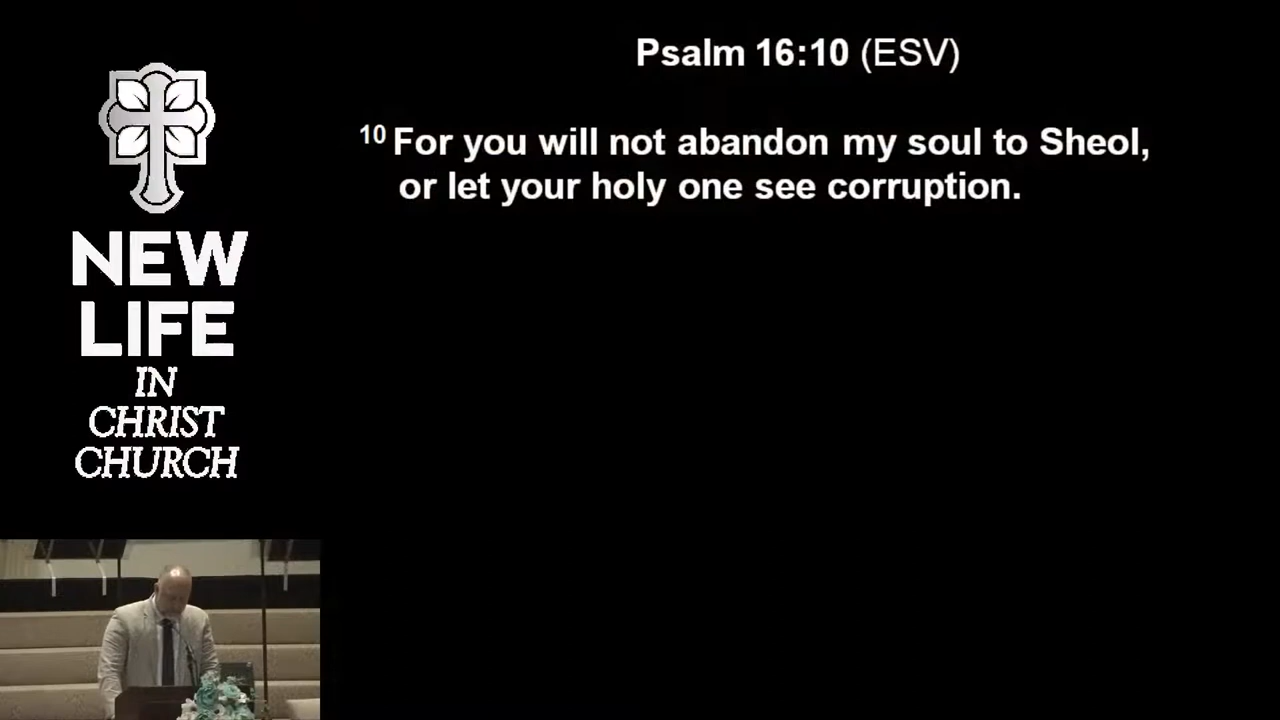 Psalm 16:10 (ESV)
10 For you will not abandon my soul to Sheol,
or let your holy one see corruption.
NEW
LIFE
IN
CHRIST
CHURCH